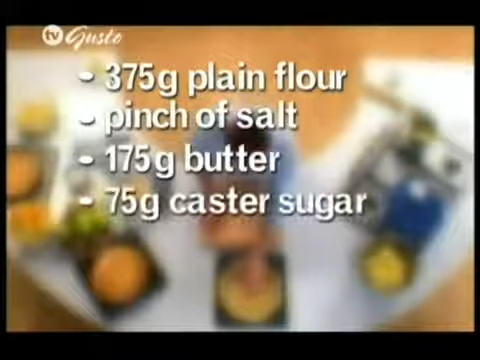 tv Gusto
- 375g plain flour
- pinch of salt
- 175g butter
- 75g caster sugar